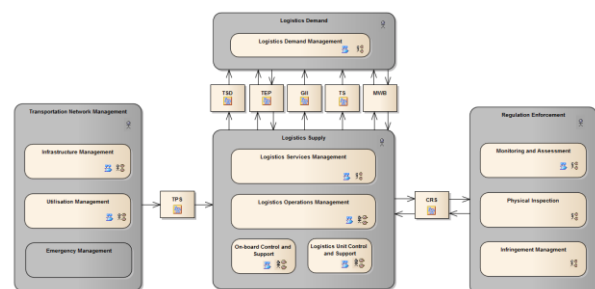 Logistics Demand
Logistics Demand Management
TSD
TEP
GII
TS
MWB
Transportation Network Management
Infrastructure Management
Utilisation Management
Emergency Management
TPS
Logistics Supply
Logistics Services Management
Logistics Operations Management
On-board Control and
Support
Logistics Unit Control
and Support
CRS
Regulation Enforcement
Monitoring and Assessment
Physical Inspection
Infringement Managment